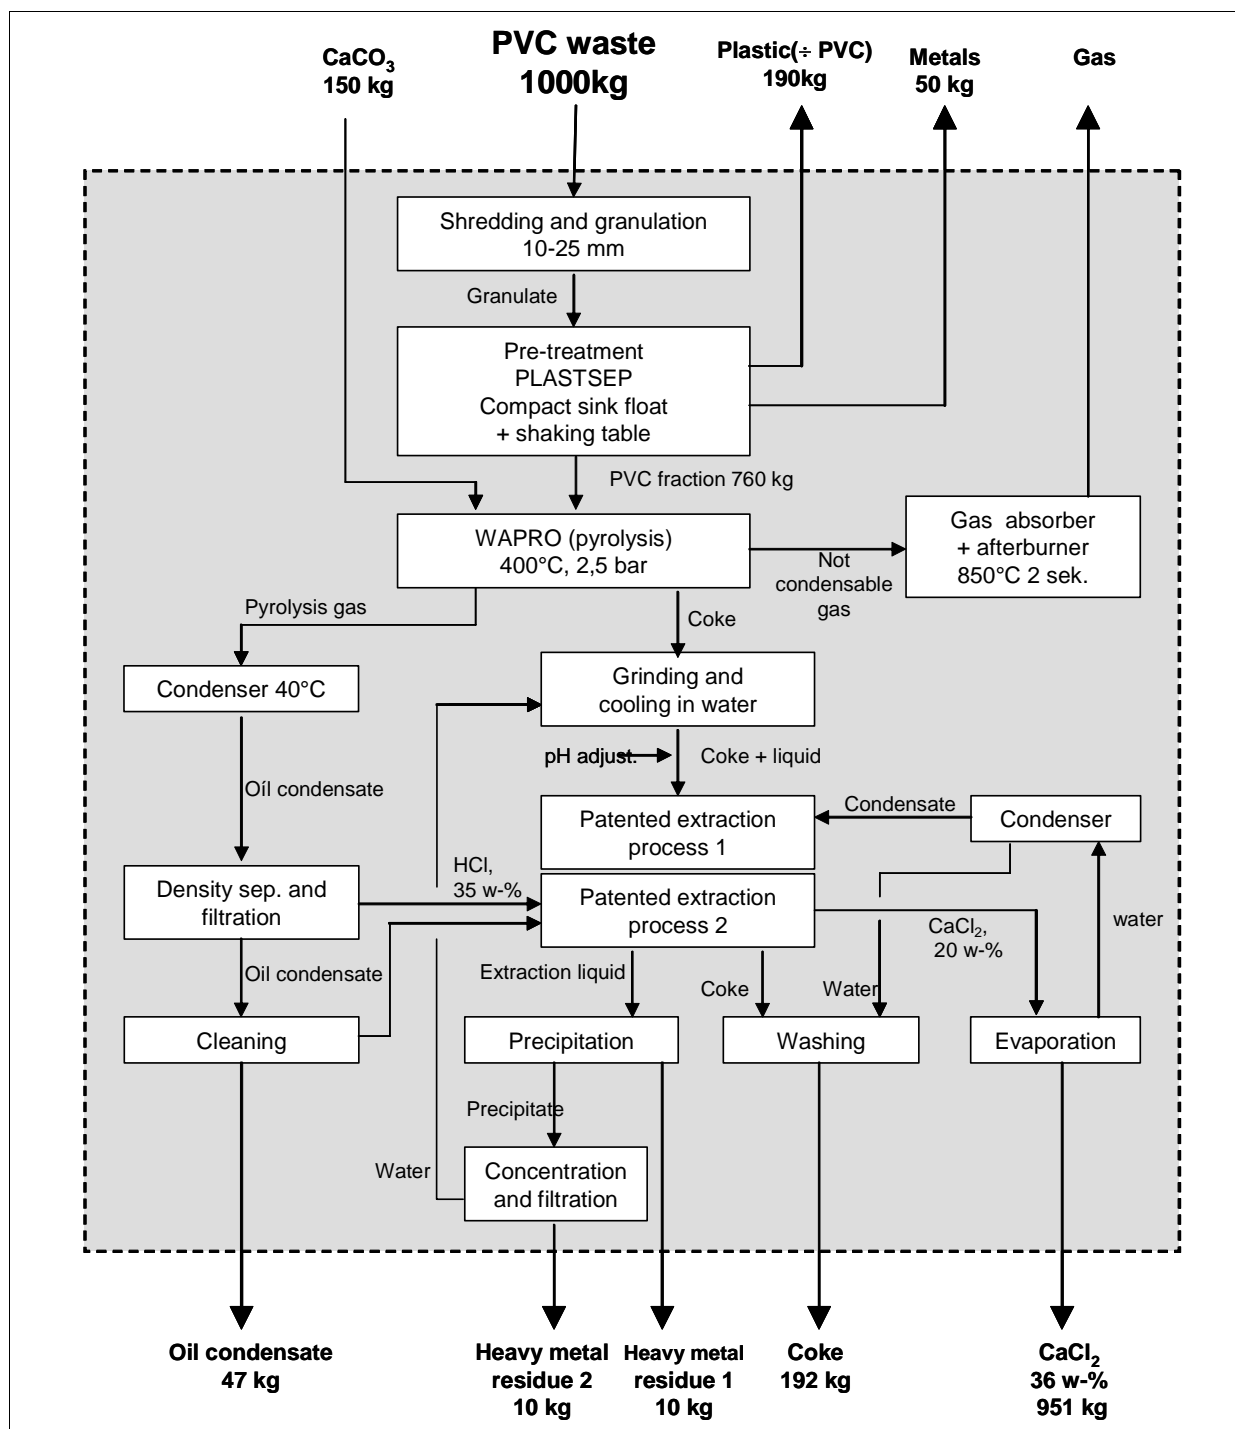 CaCO₃
150 kg
PVC waste
1000kg
Plastic(÷ PVC)
190kg
Metals
50 kg
Gas
Shredding and granulation
10-25 mm
Granulate
Pre-treatment
PLASTSEP
Compact sink float
+ shaking table
PVC fraction 760 kg
WAPRO (pyrolysis)
400°C, 2,5 bar
Not
condensable
gas
Gas absorber
+ afterburner
850°C 2 sek.
Pyrolysis gas
Coke
Condenser 40°C
Grinding and
cooling in water
pH adjust.
Coke + liquid
Oíl condensate
Patented extraction
process 1
Condensate
Condenser
Density sep. and
filtration
HCl,
35 w-%
Patented extraction
process 2
CaCl₂,
20 w-%
water
Oil condensate
Extraction liquid
Coke
Water
Cleaning
Precipitation
Washing
Evaporation
Precipitate
Water
Concentration
and filtration
Oil condensate
47 kg
Heavy metal
residue 2
10 kg
Heavy metal
residue 1
10 kg
Coke
192 kg
CaCl₂
36 w-%
951 kg